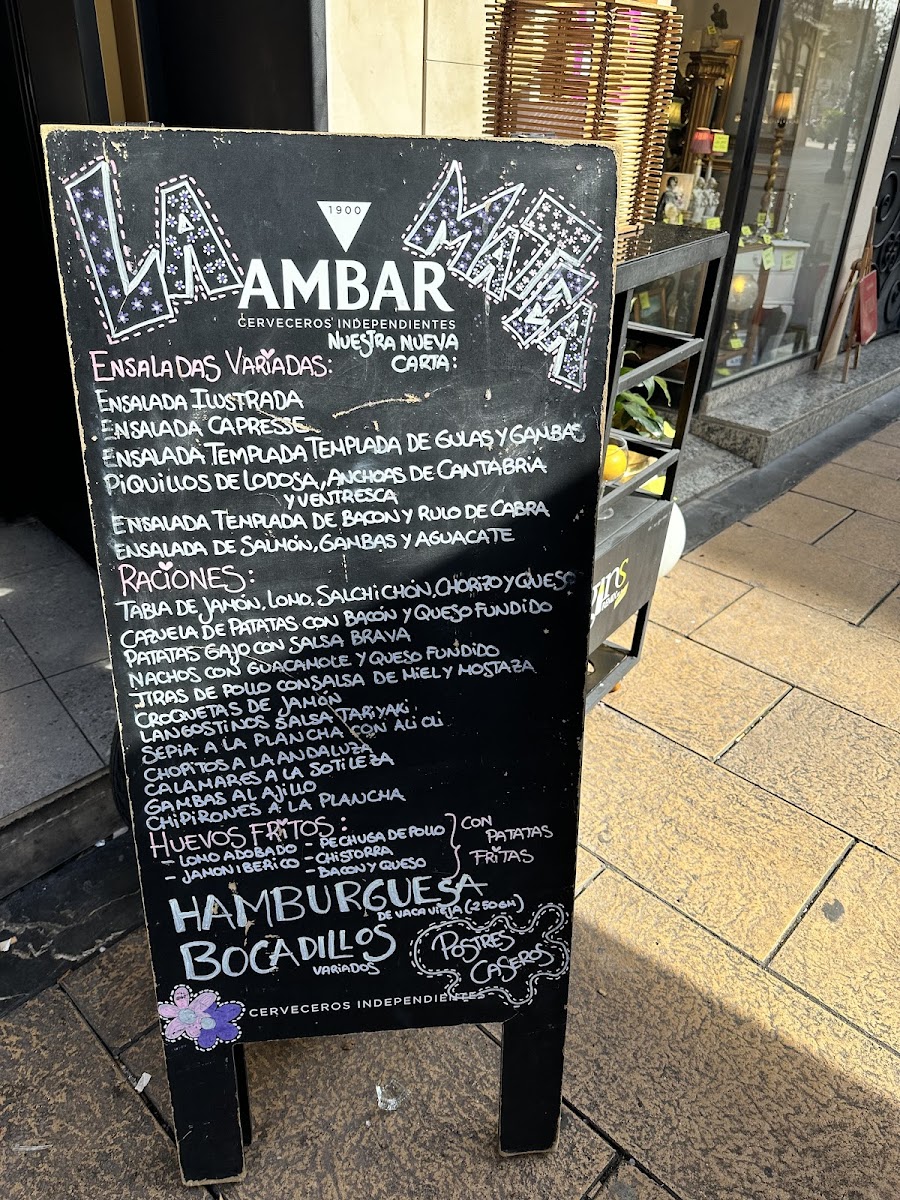 LA
MATEA
1900
AMBAR
CERVECEROS INDEPENDIENTES
NUESTRA NUEVA
CARTA:
ENSALADAS VARIADAS:
ENSALADA ILUSTRADA
ENSALADA CAPRESSE
ENSALADA TEMPLADA TEMPLADA DE GULAS Y GAMBAS
PIQUILLOS DE LODOSA, ANCHOAS DE CANTABRIA
Y VENTRESCA
ENSALADA TEMPLADA DE BACON Y RULO DE CABRA
ENSALADA DE SALMÓN, GAMBAS Y AGUACATE
RACIONES:
TABLA DE JAMÓN, LOMO, SALCHICHÓN, CHORIZO Y QUESO
CAZUELA DE PATATAS CON BACÓN Y QUESO FUNDIDO
PATATAS GAJO CON SALSA BRAVA
NACHOS CON GUACAMOLE Y QUESO FUNDIDO
TIRAS DE POLLO CON SALSA DE MIEL Y MOSTAZA
CROQUETAS DE JAMÓN
LANGOSTINOS SALSA TARIYAKI
SEPIA A LA PLANCHA CON ALI OLI
CHOPITOS A LA ANDALUZA
CALAMARES A LA SOTILEZA
GAMBAS AL AJILLO
CHIPIRONES A LA PLANCHA
HUEVOS FRITOS:
- LOMO ADOBADO - PECHUGA DE POLLO
- JAMON IBERICO - CHISTORRA
- BACON Y QUESO
CON
PATATAS
FRITAS
HAMBURGUESA
DE VACA VIEJA (250GM)
BOCADILLOS
VARIADOS
POSTRES
CASEROS
CERVECEROS INDEPENDIENTES